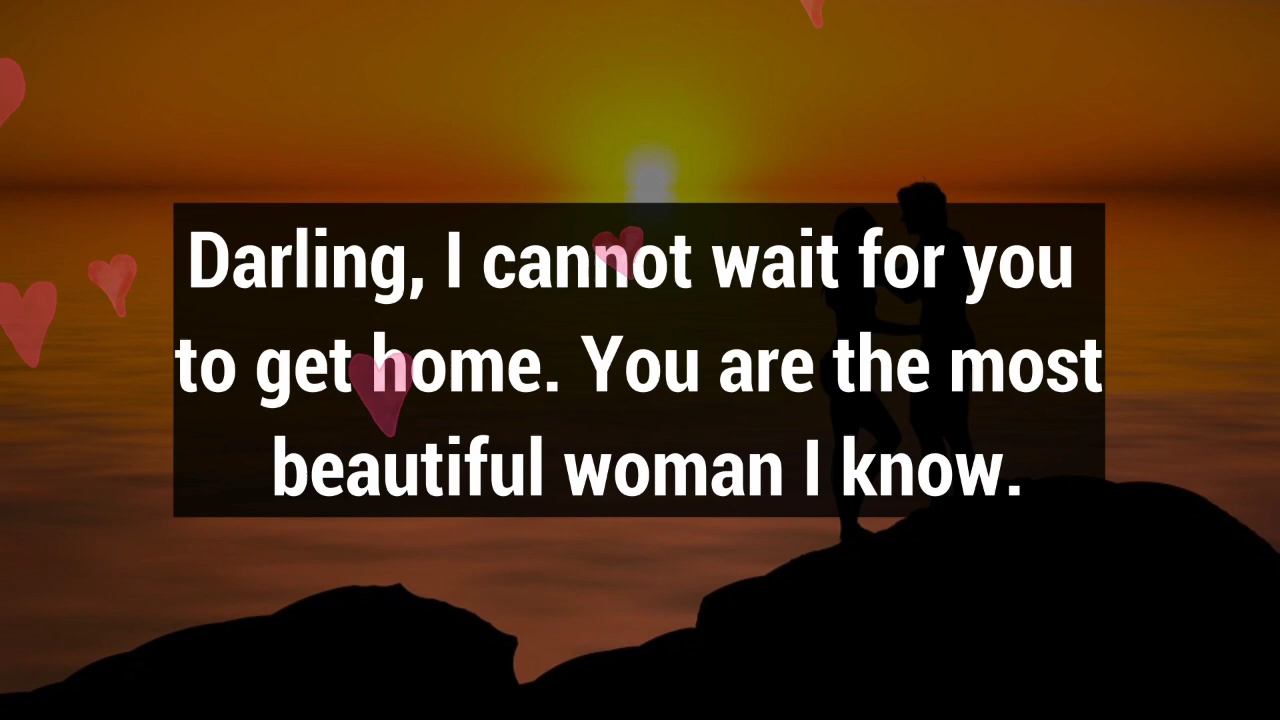 Darling, I cannot wait for you
to get home. You are the most
beautiful woman I know.